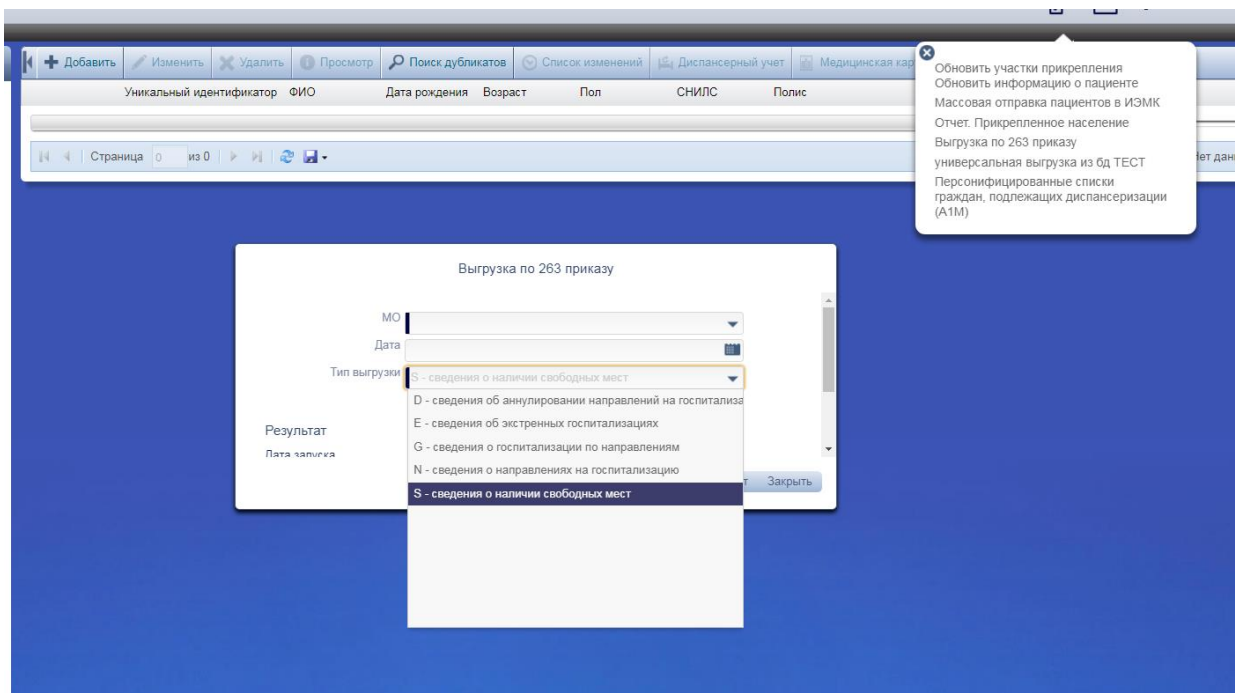 Добавить Изменить Удалить Просмотр Поиск дубликатов Список изменений Диспансерный учет Медицинская кар
Уникальный идентификатор ФИО Дата рождения Возраст Пол СНИЛС Полис
Страница 0 из 0
Обновить участки прикрепления
Обновить информацию о пациенте
Массовая отправка пациентов в ИЭМК
Отчет. Прикрепленное население
Выгрузка по 263 приказу
универсальная выгрузка из бд ТЕСТ
Персонифицированные списки
граждан, подлежащих диспансеризации
(А1М)
Выгрузка по 263 приказу
МО
Дата
Тип выгрузки S - сведения о наличии свободных мест
D - сведения об аннулировании направлений на госпитализа
E - сведения об экстренных госпитализациях
G - сведения о госпитализации по направлениям
N - сведения о направлениях на госпитализацию
S - сведения о наличии свободных мест
Результат
Дата запуска
Закрыть